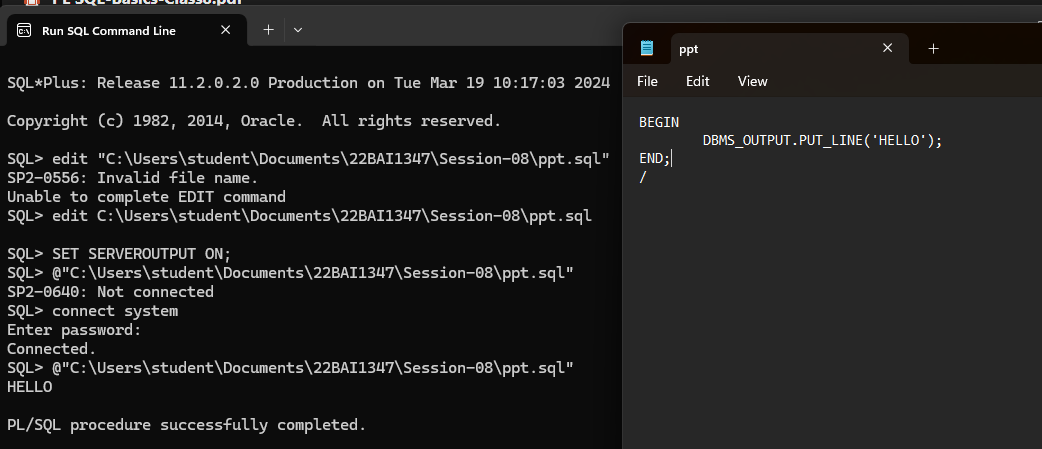 PL SQL-Basics-Class8.pdf
Run SQL Command Line
SQL*Plus: Release 11.2.0.2.0 Production on Tue Mar 19 10:17:03 2024
Copyright (c) 1982, 2014, Oracle.  All rights reserved.
SQL> edit "C:\Users\student\Documents\22BAI1347\Session-08\ppt.sql"
SP2-0556: Invalid file name.
Unable to complete EDIT command
SQL> edit C:\Users\student\Documents\22BAI1347\Session-08\ppt.sql
SQL> SET SERVEROUTPUT ON;
SQL> @"C:\Users\student\Documents\22BAI1347\Session-08\ppt.sql"
SP2-0640: Not connected
SQL> connect system
Enter password:
Connected.
SQL> @"C:\Users\student\Documents\22BAI1347\Session-08\ppt.sql"
HELLO
PL/SQL procedure successfully completed.
ppt
File Edit View
BEGIN
DBMS_OUTPUT.PUT_LINE('HELLO');
END;
/